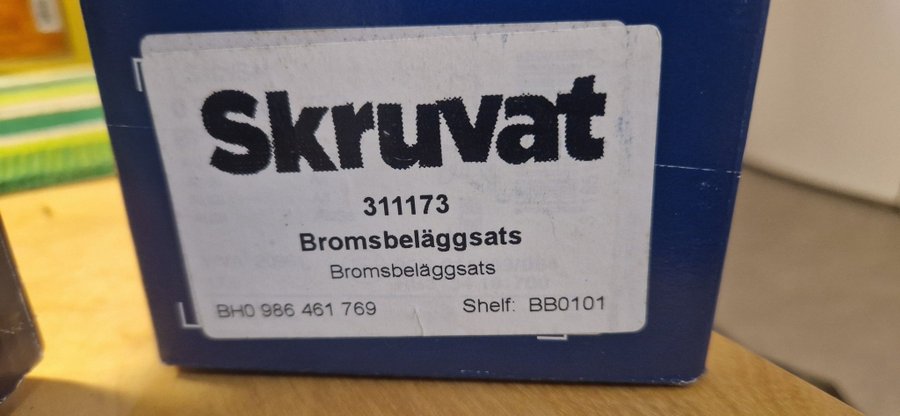 Skruvat
311173
Bromsbeläggsats
Bromsbeläggsats
BH0 986 461 769 Shelf: BB0101